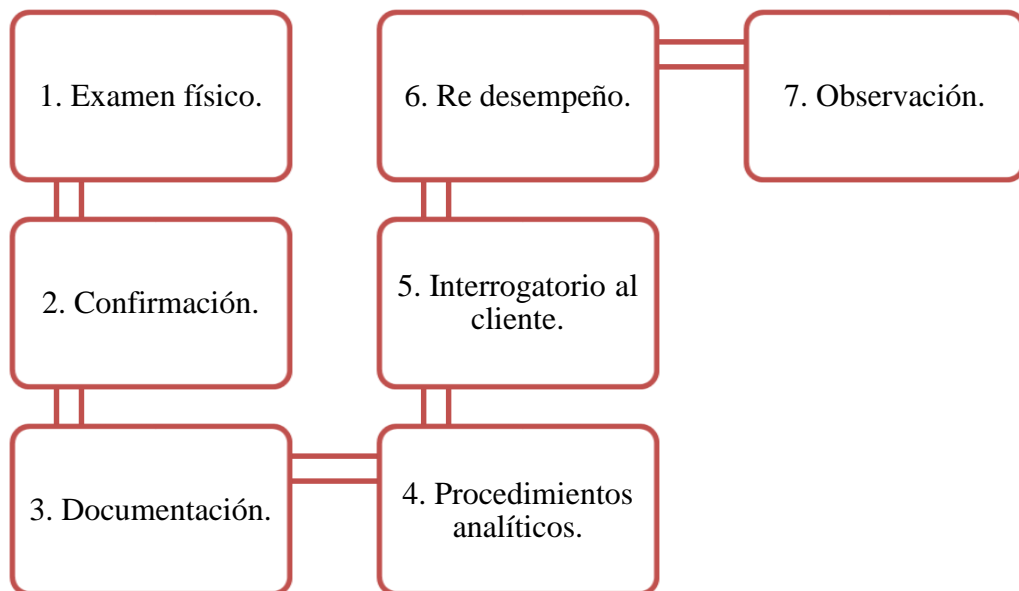 1. Examen físico.
2. Confirmación.
3. Documentación.
4. Procedimientos
analíticos.
5. Interrogatorio al
cliente.
6. Re desempeño.
7. Observación.